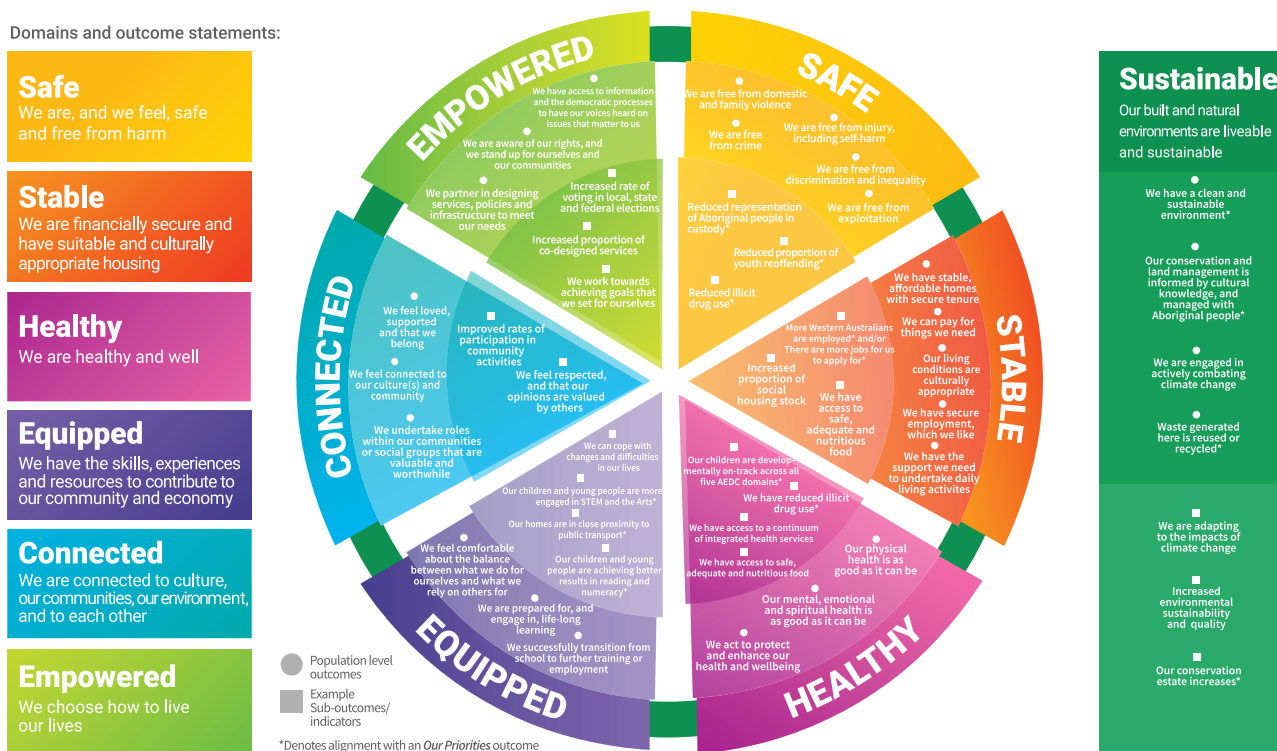 Domains and outcome statements:
Safe
We are, and we feel, safe
and free from harm
Stable
We are financially secure and
have suitable and culturally
appropriate housing
Healthy
We are healthy and well
Equipped
We have the skills, experiences
and resources to contribute to
our community and economy
Connected
We are connected to culture,
our communities, our environment,
and to each other
Empowered
We choose how to live
our lives
EMPOWERED
We have access to information
and the democratic processes
to have our voices heard on
issues that matter to us
We are aware of our rights, and
we stand up for ourselves and
our communities
We partner in designing
services, policies and
infrastructure to meet
our needs
Increased rate of
voting in local, state
and federal elections
Increased proportion of
co-designed services
We work towards
achieving goals that
we set for ourselves
SAFE
We are free from domestic
and family violence
We are free
from crime
We are free from injury,
including self-harm
We are free from
discrimination and inequality
We are free from
exploitation
Reduced representation
of Aboriginal people in
custody*
Reduced proportion of
youth reoffending*
Reduced illicit
drug use*
STABLE
We have stable,
affordable homes
with secure tenure
We can pay for
things we need
Our living
conditions are
culturally
appropriate
We have secure
employment,
which we like
We have the
support we need
to undertake daily
living activites
More Western Australians
are employed* and/or
There are more jobs for us
to apply for*
Increased
proportion of
social
housing stock
We have
access to
safe,
adequate and
nutritious
food
HEALTHY
Our children are develop-
mentally on-track across all
five AEDC domains*
We have reduced illicit
drug use*
We have access to a continuum
of integrated health services
We have access to safe,
adequate and nutritious food
Our physical
health is as
good as it can be
Our mental, emotional
and spiritual health is
as good as it can be
We act to protect
and enhance our
health and wellbeing
EQUIPPED
We can cope with
changes and difficulties
in our lives
Our children and young people are more
engaged in STEM and the Arts*
Our homes are in close proximity to
public transport*
Our children and young
people are achieving better
results in reading and
numeracy*
We feel comfortable
about the balance
between what we do for
ourselves and what we
rely on others for
We are prepared for, and
engage in, life-long
learning
We successfully transition from
school to further training or
employment
CONNECTED
We feel loved,
supported
and that we
belong
We feel connected to
our culture(s) and
community
We undertake roles
within our communities
or social groups that are
valuable and
worthwhile
Improved rates of
participation in
community
activities
We feel respected,
and that our
opinions are valued
by others
Population level
outcomes
Example
Sub-outcomes/
indicators
*Denotes alignment with an Our Priorities outcome
Sustainable
Our built and natural
environments are liveable
and sustainable
We have a clean and
sustainable
environment*
Our conservation and
land management is
informed by cultural
knowledge, and
managed with
Aboriginal people*
We are engaged in
actively combating
climate change
Waste generated
here is reused or
recycled*
We are adapting
to the impacts of
climate change
Increased
environmental
sustainability
and quality
Our conservation
estate increases*